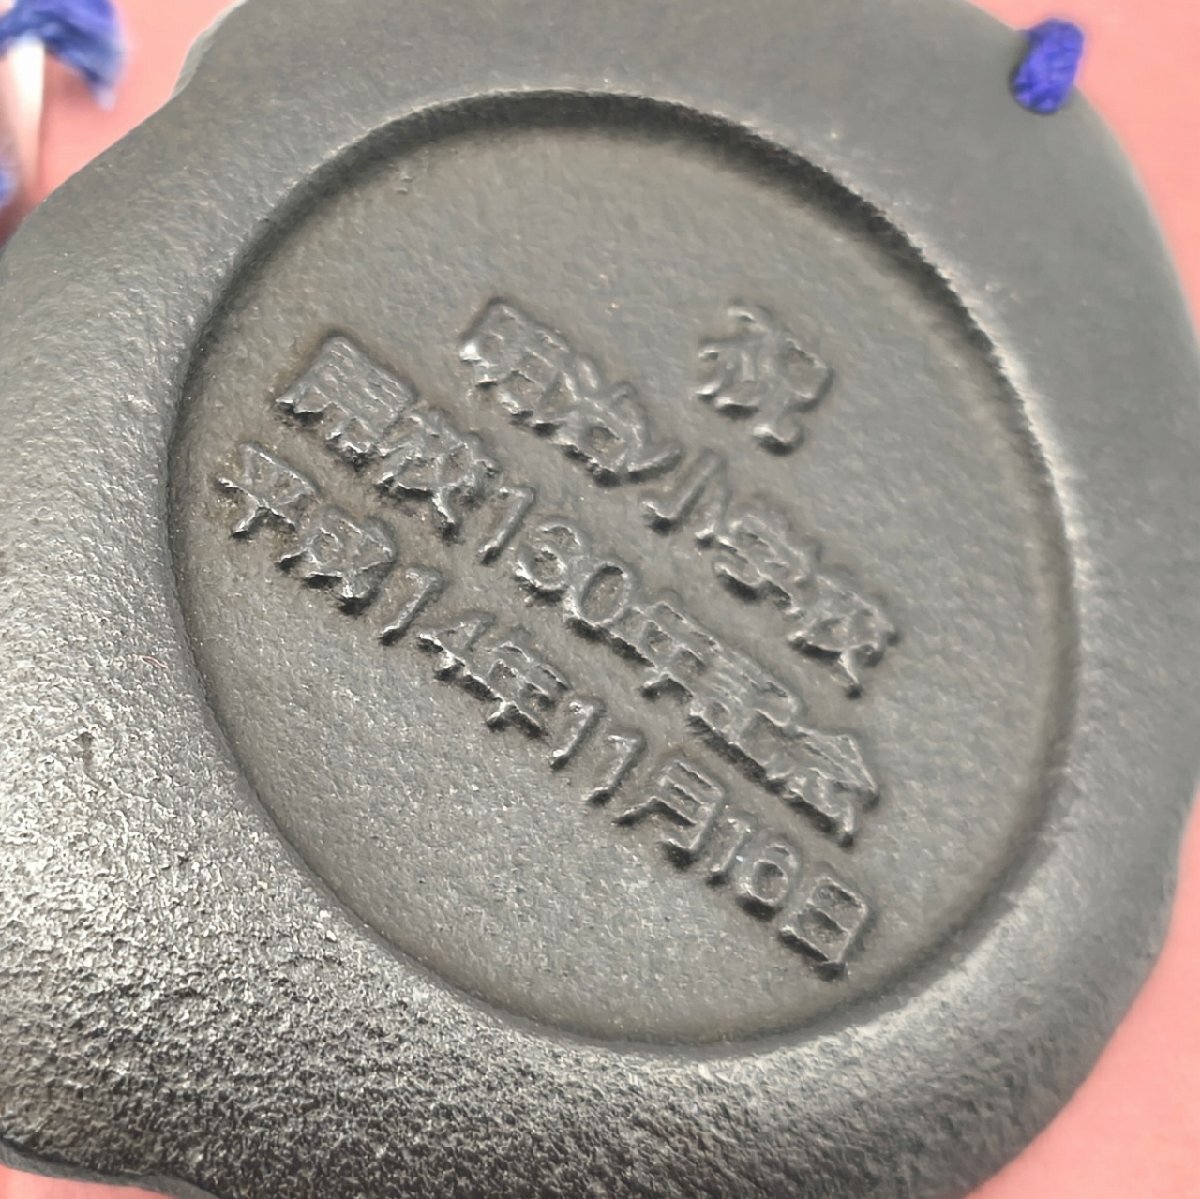 祝
明治小学校
開校130年記念
平成14年11月16日